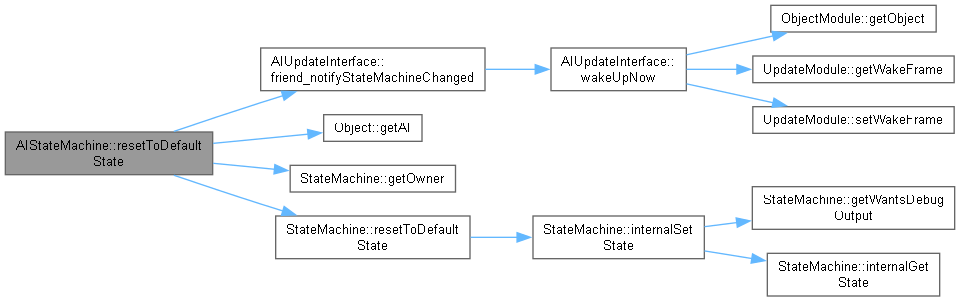 AIStateMachine::resetToDefault
State
AIUpdateInterface::
friend_notifyStateMachineChanged
AIUpdateInterface::
wakeUpNow
ObjectModule::getObject
UpdateModule::getWakeFrame
UpdateModule::setWakeFrame
Object::getAI
StateMachine::getOwner
StateMachine::resetToDefault
State
StateMachine::internalSet
State
StateMachine::getWantsDebug
Output
StateMachine::internalGet
State